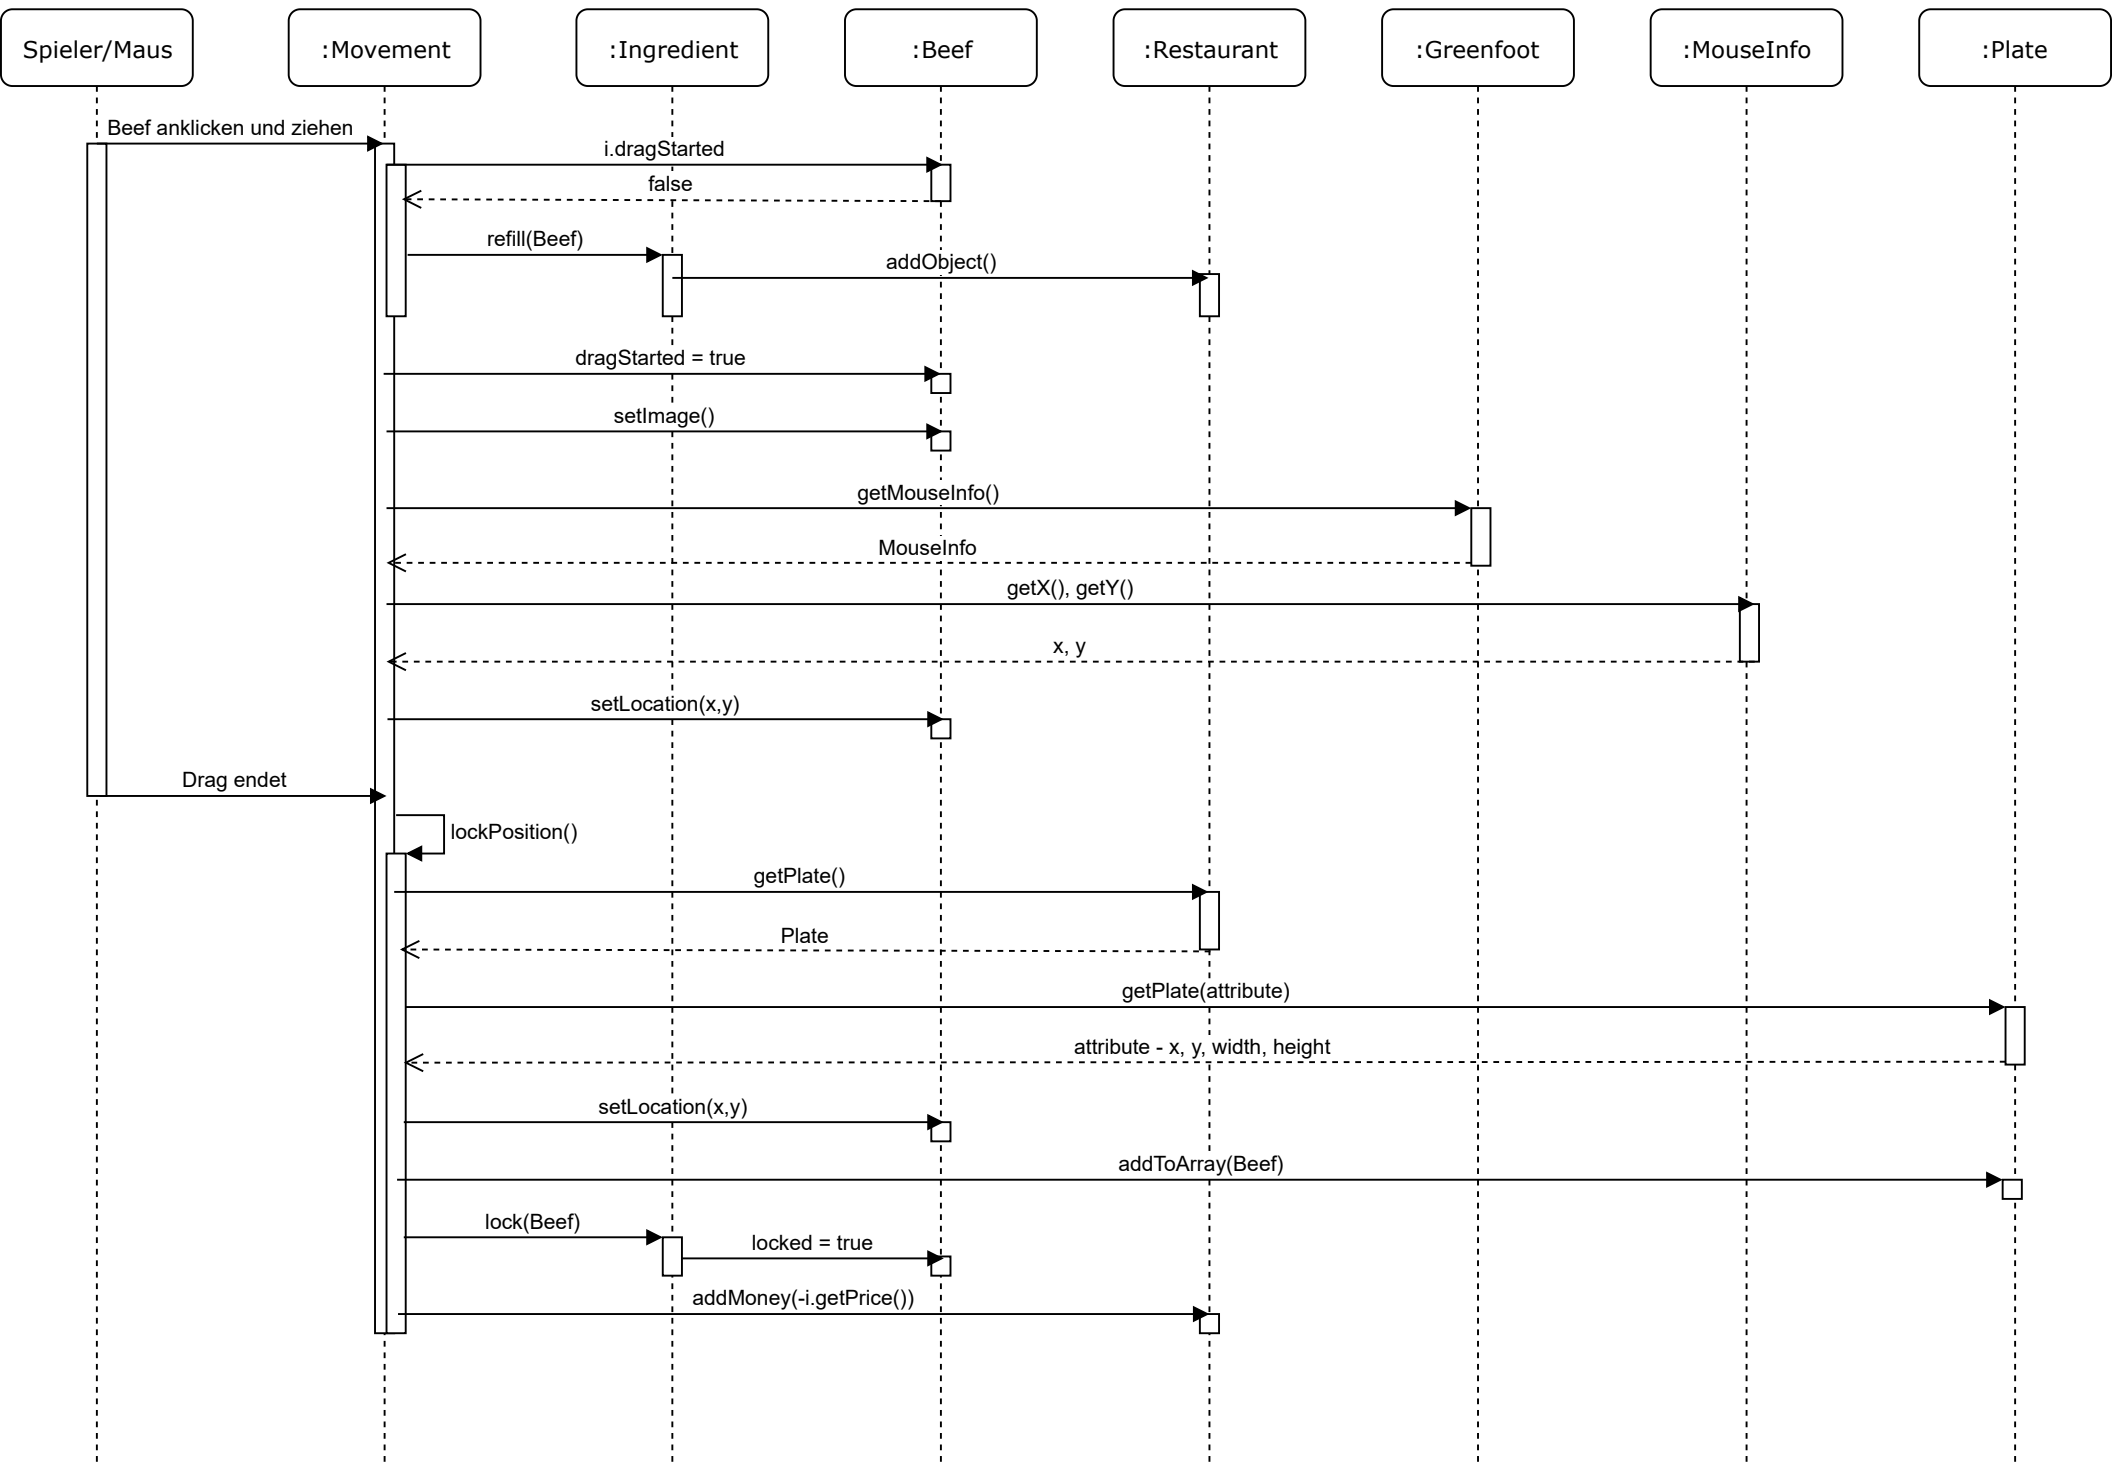 Spieler/Maus
:Movement
:Ingredient
:Beef
:Restaurant
:Greenfoot
:MouseInfo
:Plate
Beef anklicken und ziehen
i.dragStarted
false
refill(Beef)
addObject()
dragStarted = true
setImage()
getMouseInfo()
MouseInfo
getX(), getY()
x, y
setLocation(x,y)
Drag endet
lockPosition()
getPlate()
Plate
getPlate(attribute)
attribute - x, y, width, height
setLocation(x,y)
addToArray(Beef)
lock(Beef)
locked = true
addMoney(-i.getPrice())